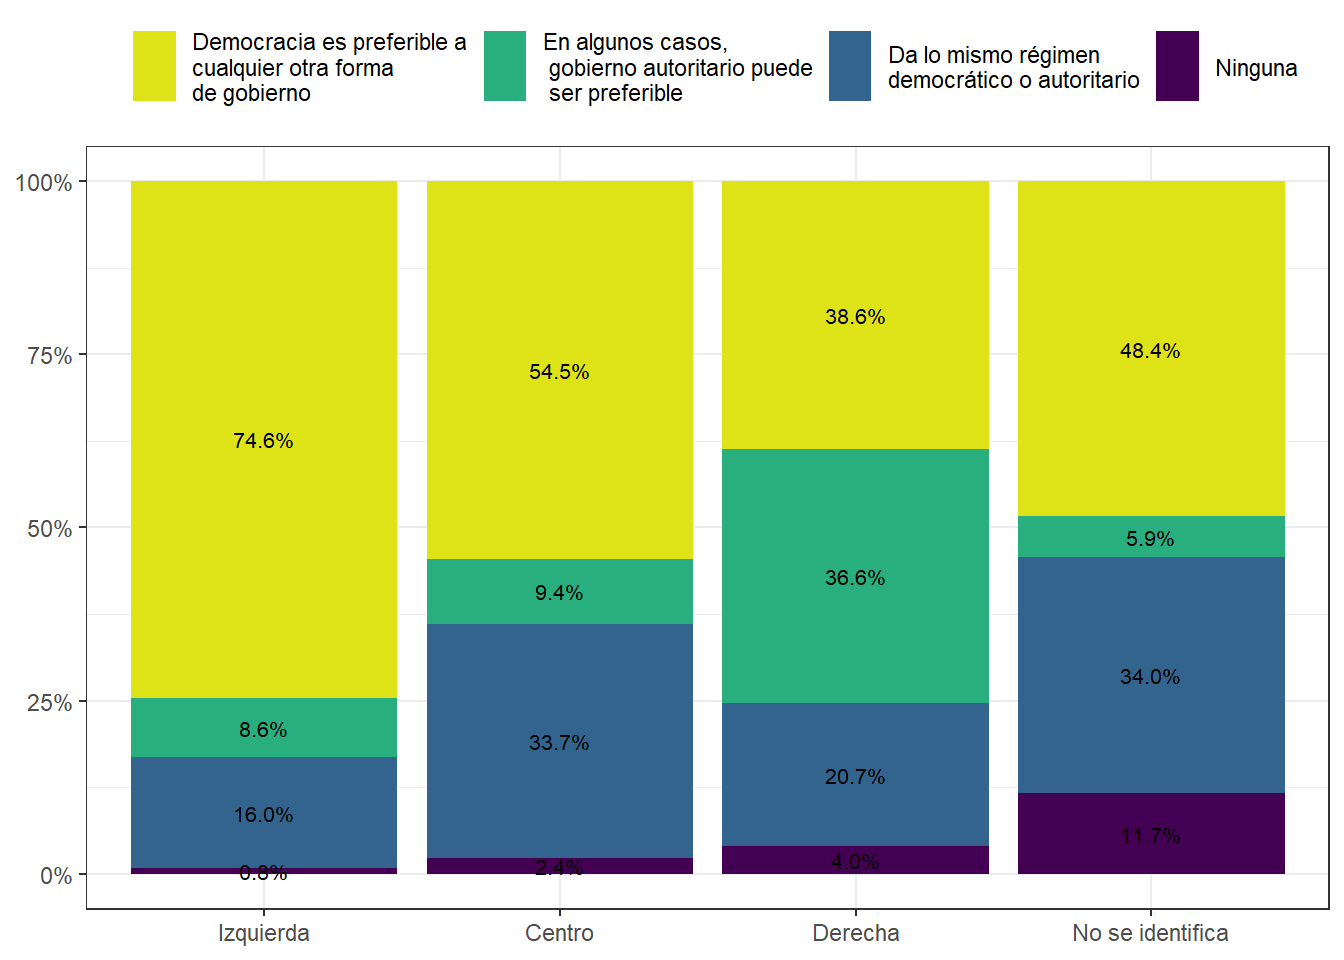 Democracia es preferible a
cualquier otra forma
de gobierno
En algunos casos,
gobierno autoritario puede
ser preferible
Da lo mismo régimen
democrático o autoritario
Ninguna
100%
75%
50%
25%
0%
74.6%
8.6%
16.0%
0.8%
54.5%
9.4%
33.7%
2.4%
38.6%
36.6%
20.7%
4.0%
48.4%
5.9%
34.0%
11.7%
Izquierda
Centro
Derecha
No se identifica